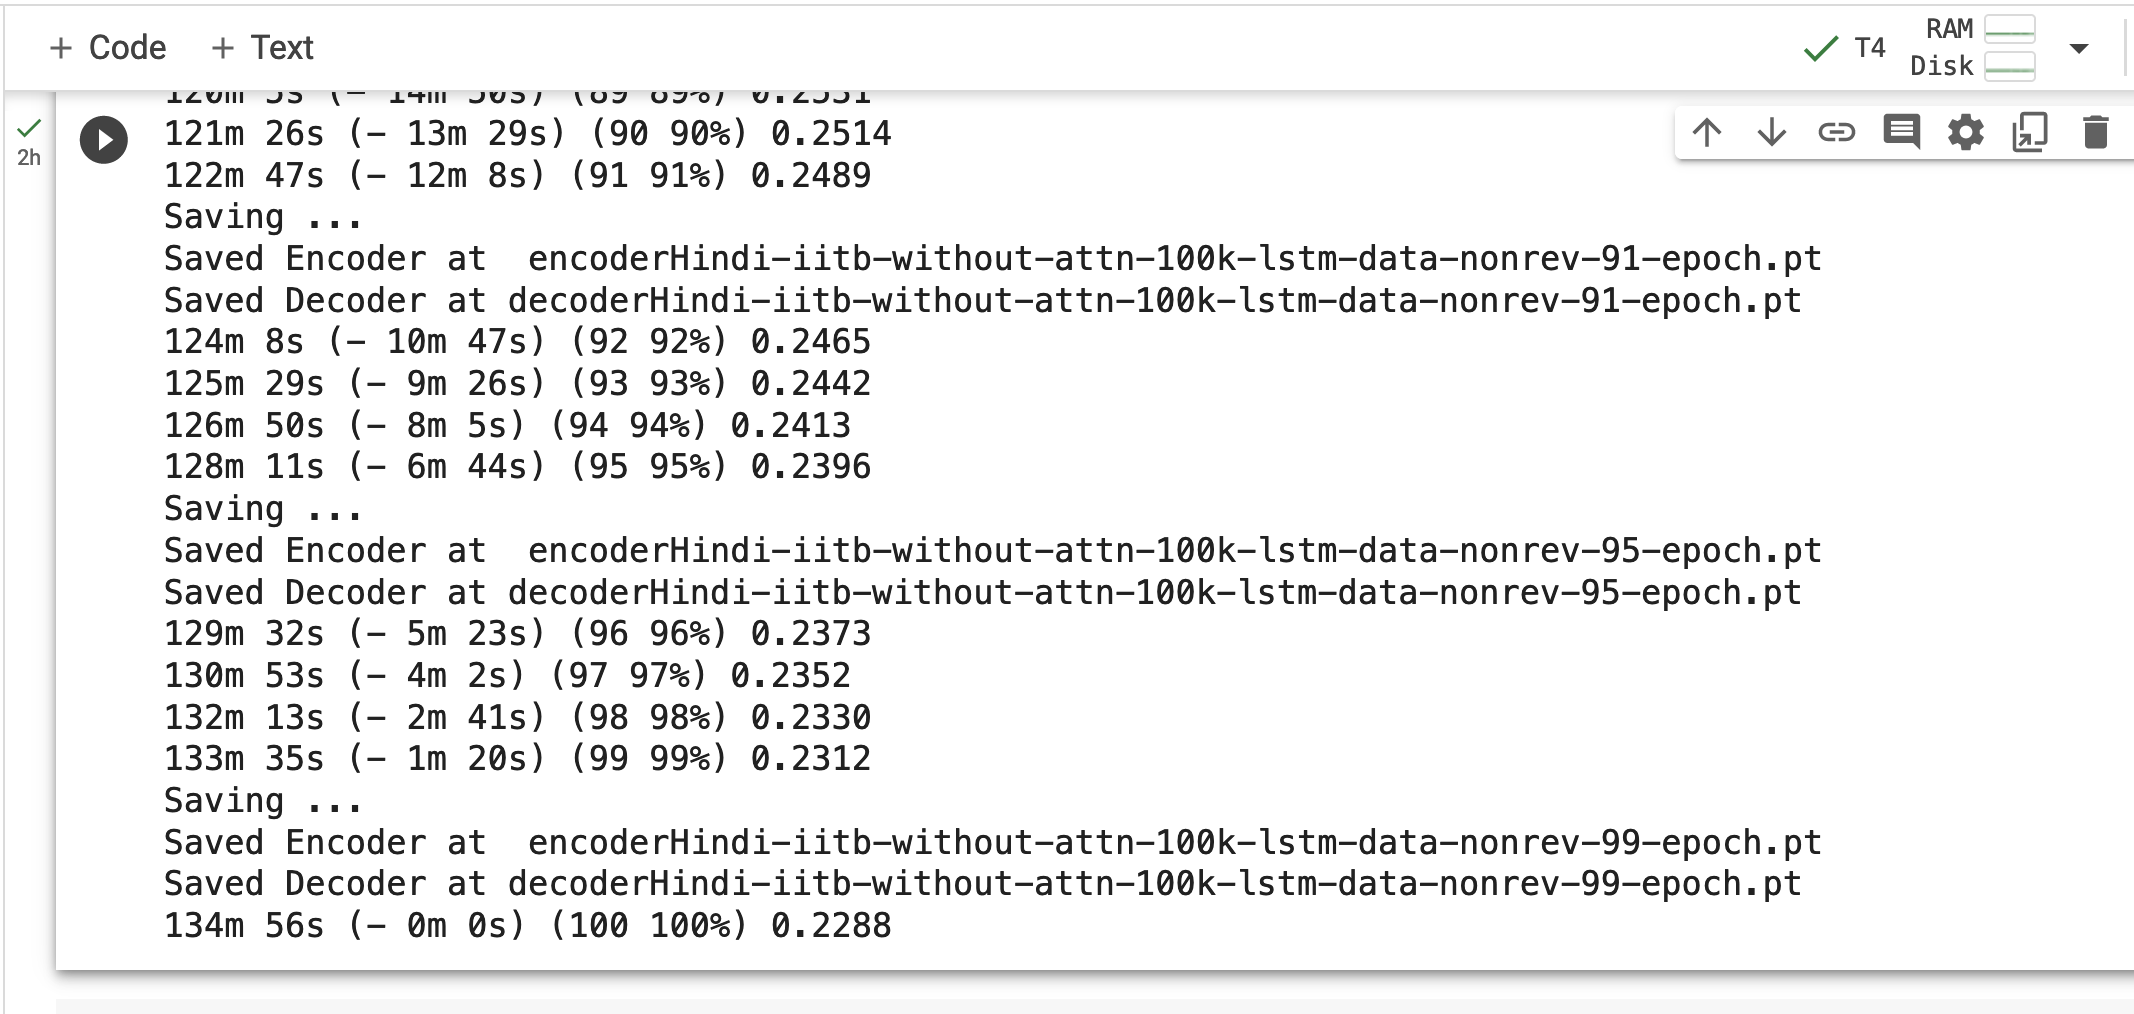 + Code + Text
T4
RAM
Disk
2h
121m 26s (- 13m 29s) (90 90%) 0.2514
122m 47s (- 12m 8s) (91 91%) 0.2489
Saving ...
Saved Encoder at  encoderHindi-iitb-without-attn-100k-lstm-data-nonrev-91-epoch.pt
Saved Decoder at decoderHindi-iitb-without-attn-100k-lstm-data-nonrev-91-epoch.pt
124m 8s (- 10m 47s) (92 92%) 0.2465
125m 29s (- 9m 26s) (93 93%) 0.2442
126m 50s (- 8m 5s) (94 94%) 0.2413
128m 11s (- 6m 44s) (95 95%) 0.2396
Saving ...
Saved Encoder at  encoderHindi-iitb-without-attn-100k-lstm-data-nonrev-95-epoch.pt
Saved Decoder at decoderHindi-iitb-without-attn-100k-lstm-data-nonrev-95-epoch.pt
129m 32s (- 5m 23s) (96 96%) 0.2373
130m 53s (- 4m 2s) (97 97%) 0.2352
132m 13s (- 2m 41s) (98 98%) 0.2330
133m 35s (- 1m 20s) (99 99%) 0.2312
Saving ...
Saved Encoder at  encoderHindi-iitb-without-attn-100k-lstm-data-nonrev-99-epoch.pt
Saved Decoder at decoderHindi-iitb-without-attn-100k-lstm-data-nonrev-99-epoch.pt
134m 56s (- 0m 0s) (100 100%) 0.2288